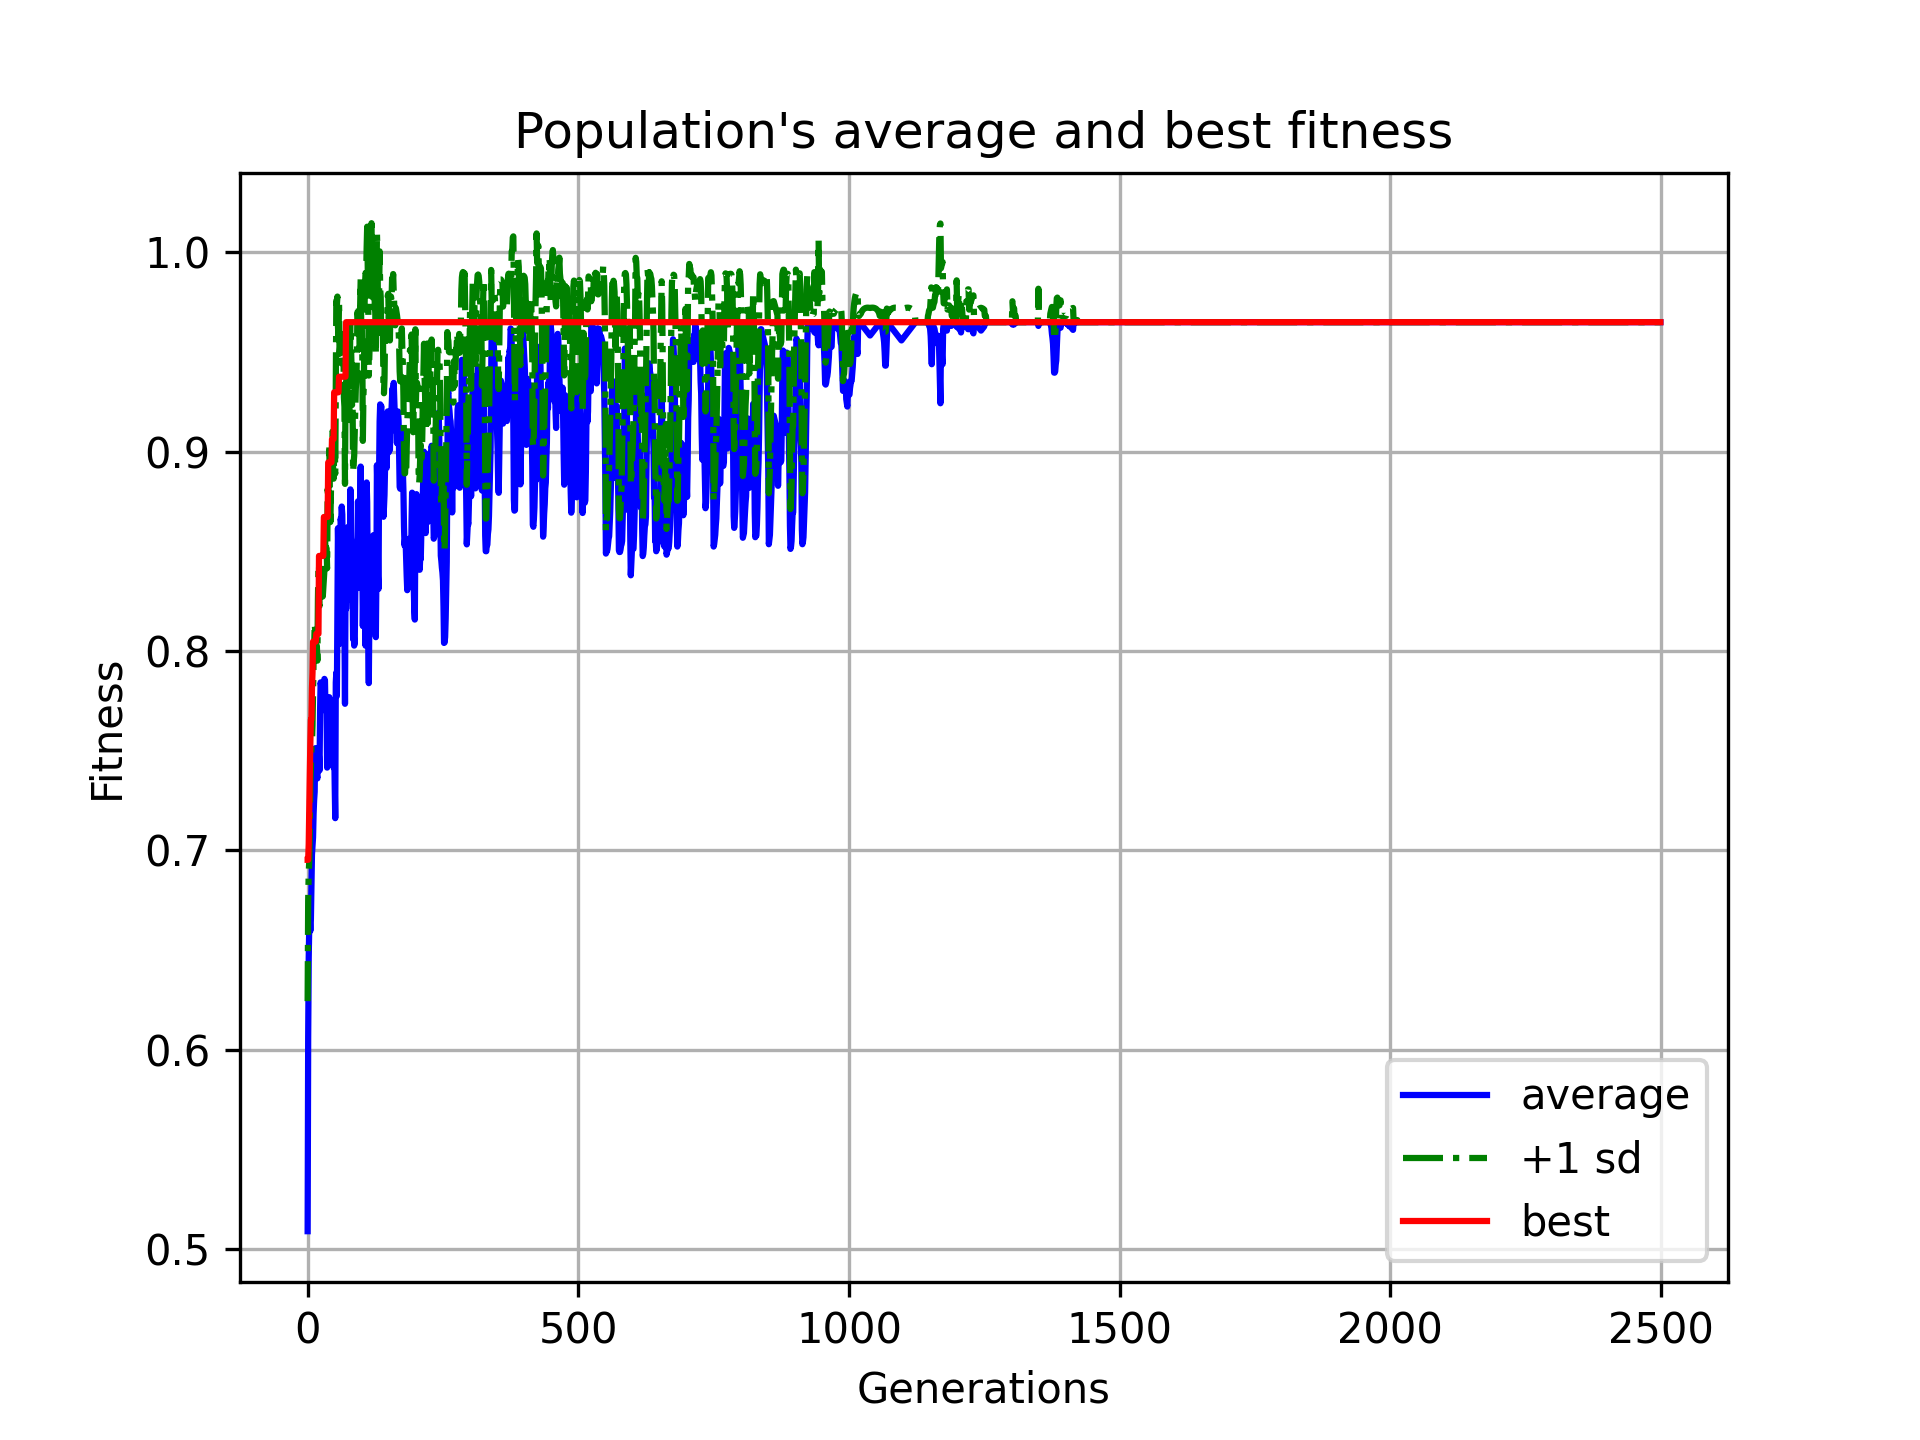 Population's average and best fitness
1.0
0.9
0.8
0.7
0.6
0.5
Fitness
0
500
1000
1500
2000
2500
Generations
average
+1 sd
best